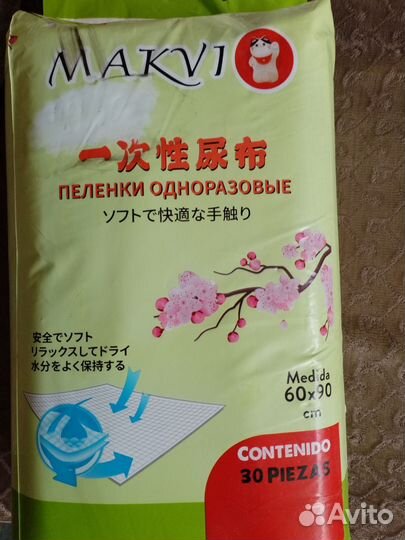 MAKVI
一次性尿布
ПЕЛЕНКИ ОДНОРАЗОВЫЕ
ソフトで快適な手触り
安全でソフト
リラックスしてドライ
水分をよく保持する
Medida
60x90
cm
CONTENIDO
30 PIEZAS
Avito